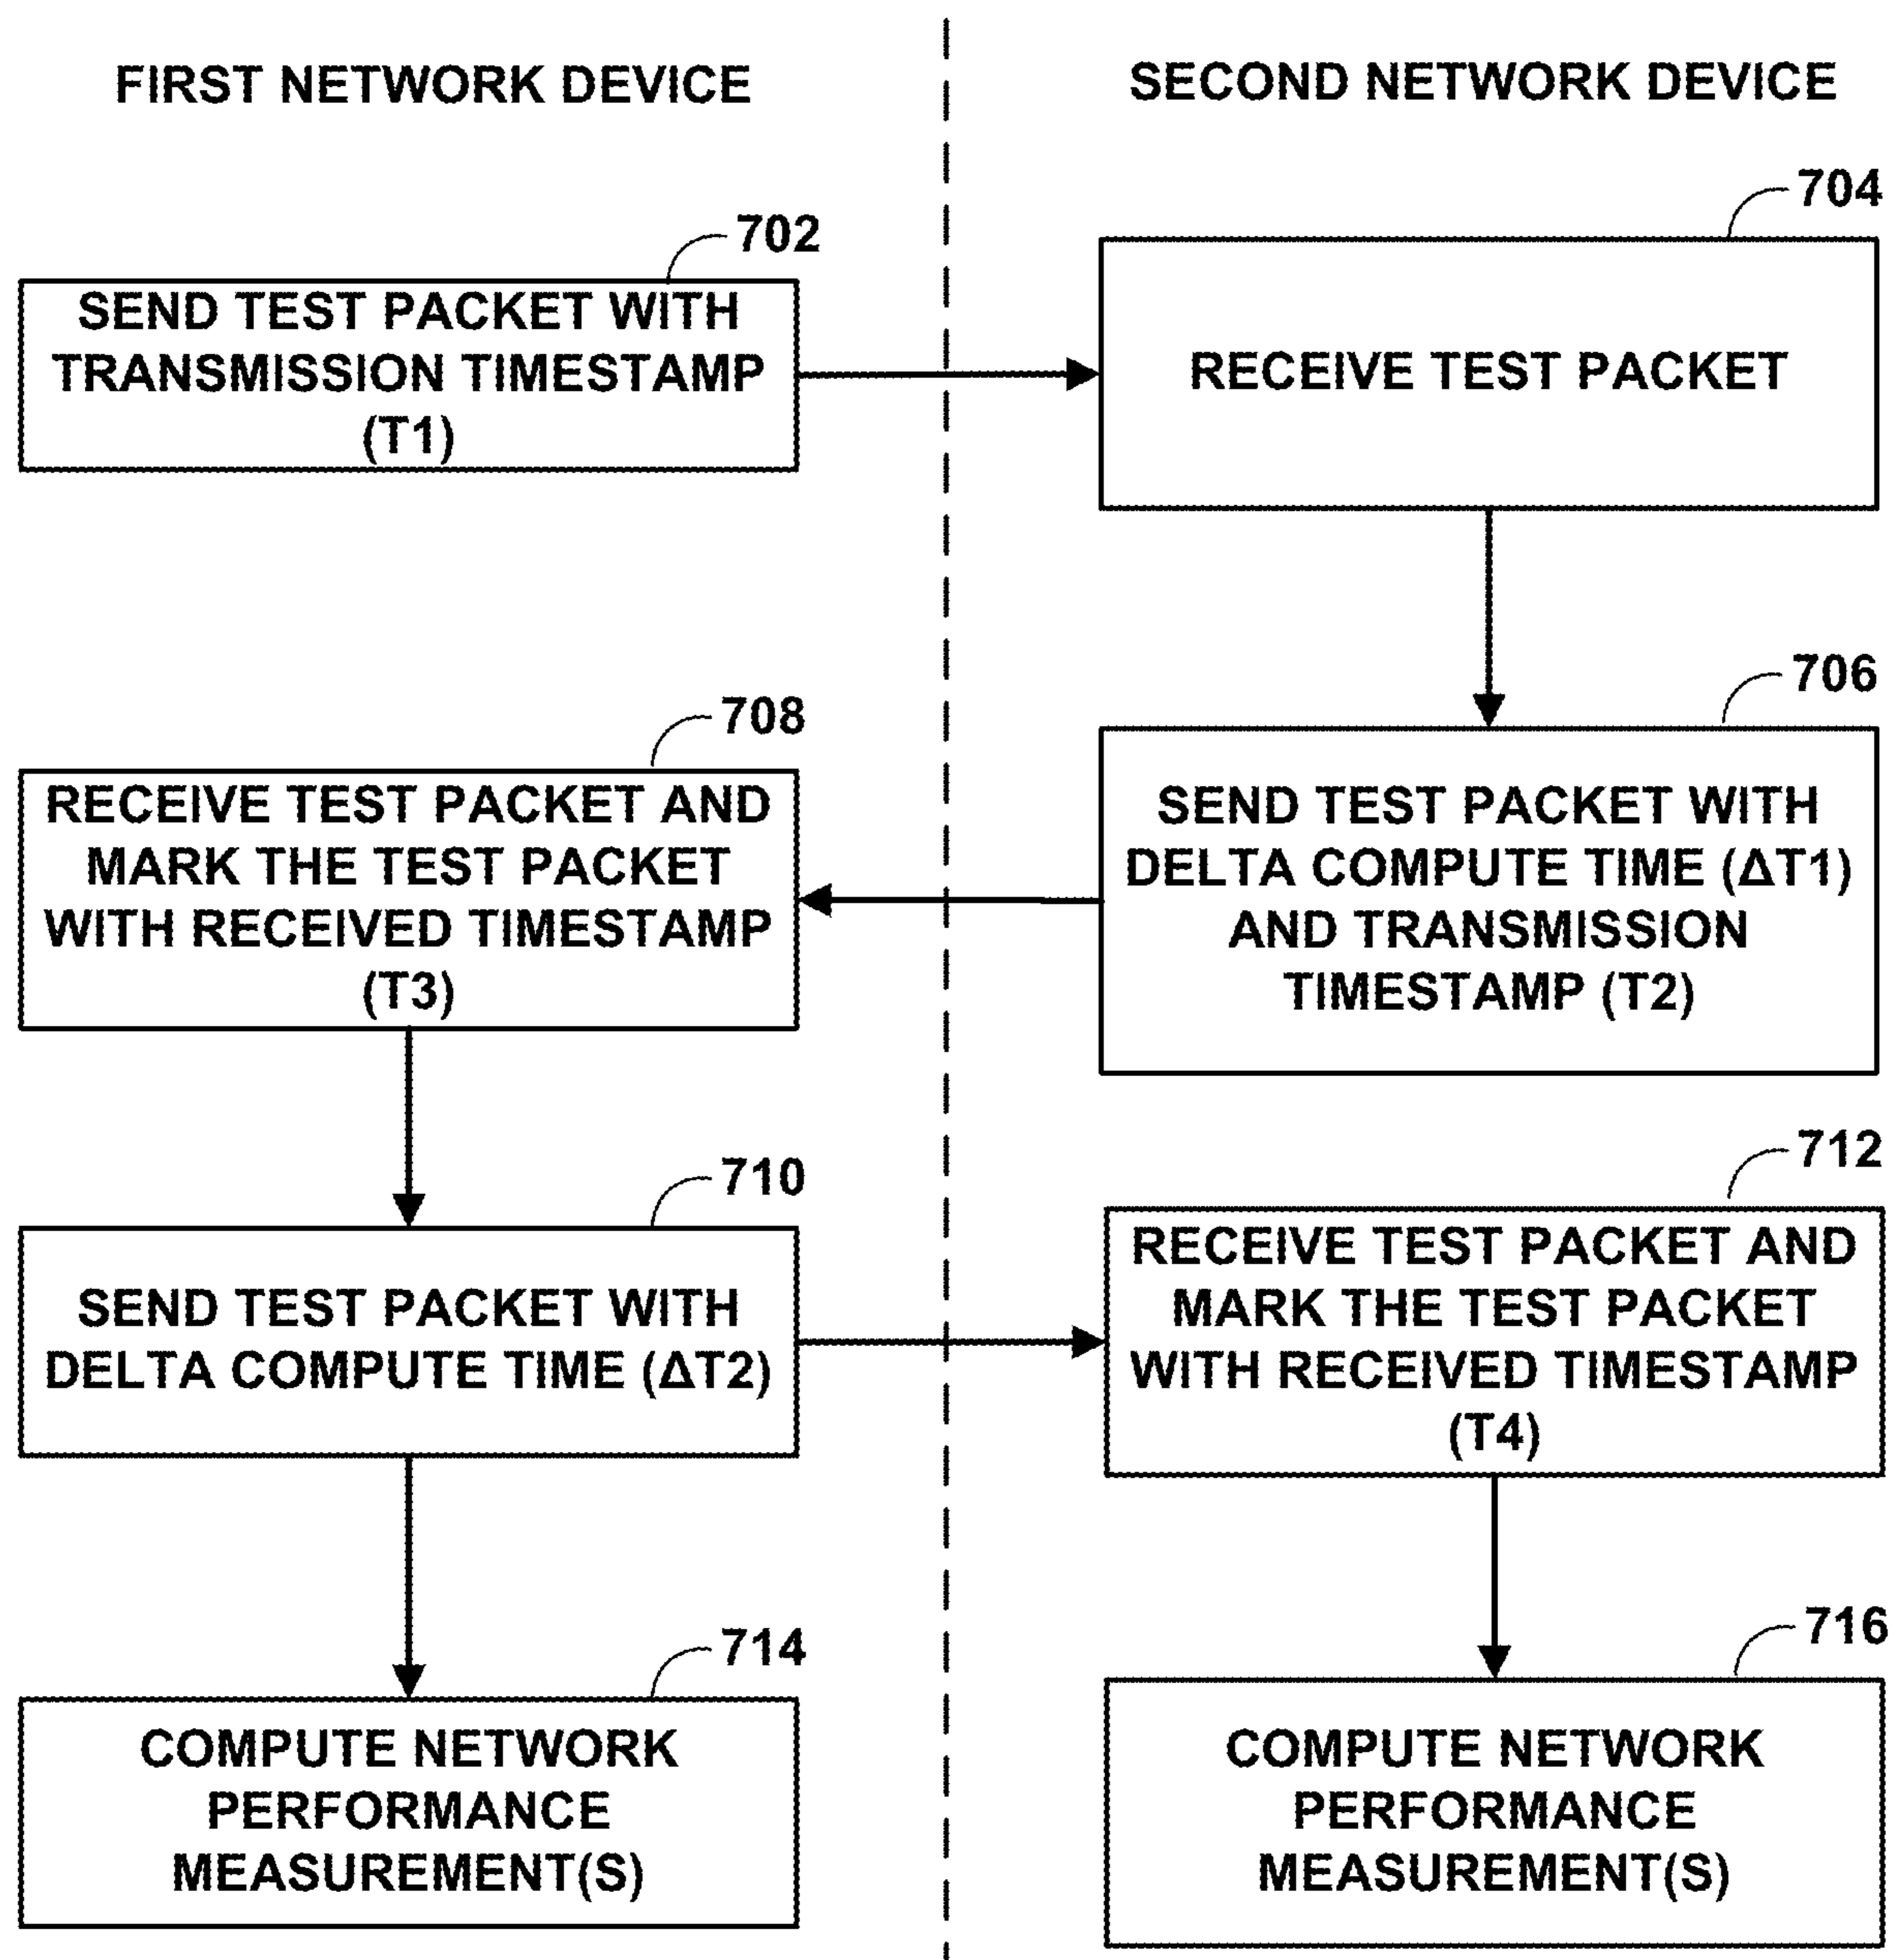 FIRST NETWORK DEVICE
SECOND NETWORK DEVICE
702
SEND TEST PACKET WITH
TRANSMISSION TIMESTAMP
(T1)
704
RECEIVE TEST PACKET
706
SEND TEST PACKET WITH
DELTA COMPUTE TIME (ΔT1)
AND TRANSMISSION
TIMESTAMP (T2)
708
RECEIVE TEST PACKET AND
MARK THE TEST PACKET
WITH RECEIVED TIMESTAMP
(T3)
710
SEND TEST PACKET WITH
DELTA COMPUTE TIME (ΔT2)
712
RECEIVE TEST PACKET AND
MARK THE TEST PACKET
WITH RECEIVED TIMESTAMP
(T4)
714
COMPUTE NETWORK
PERFORMANCE
MEASUREMENT(S)
716
COMPUTE NETWORK
PERFORMANCE
MEASUREMENT(S)